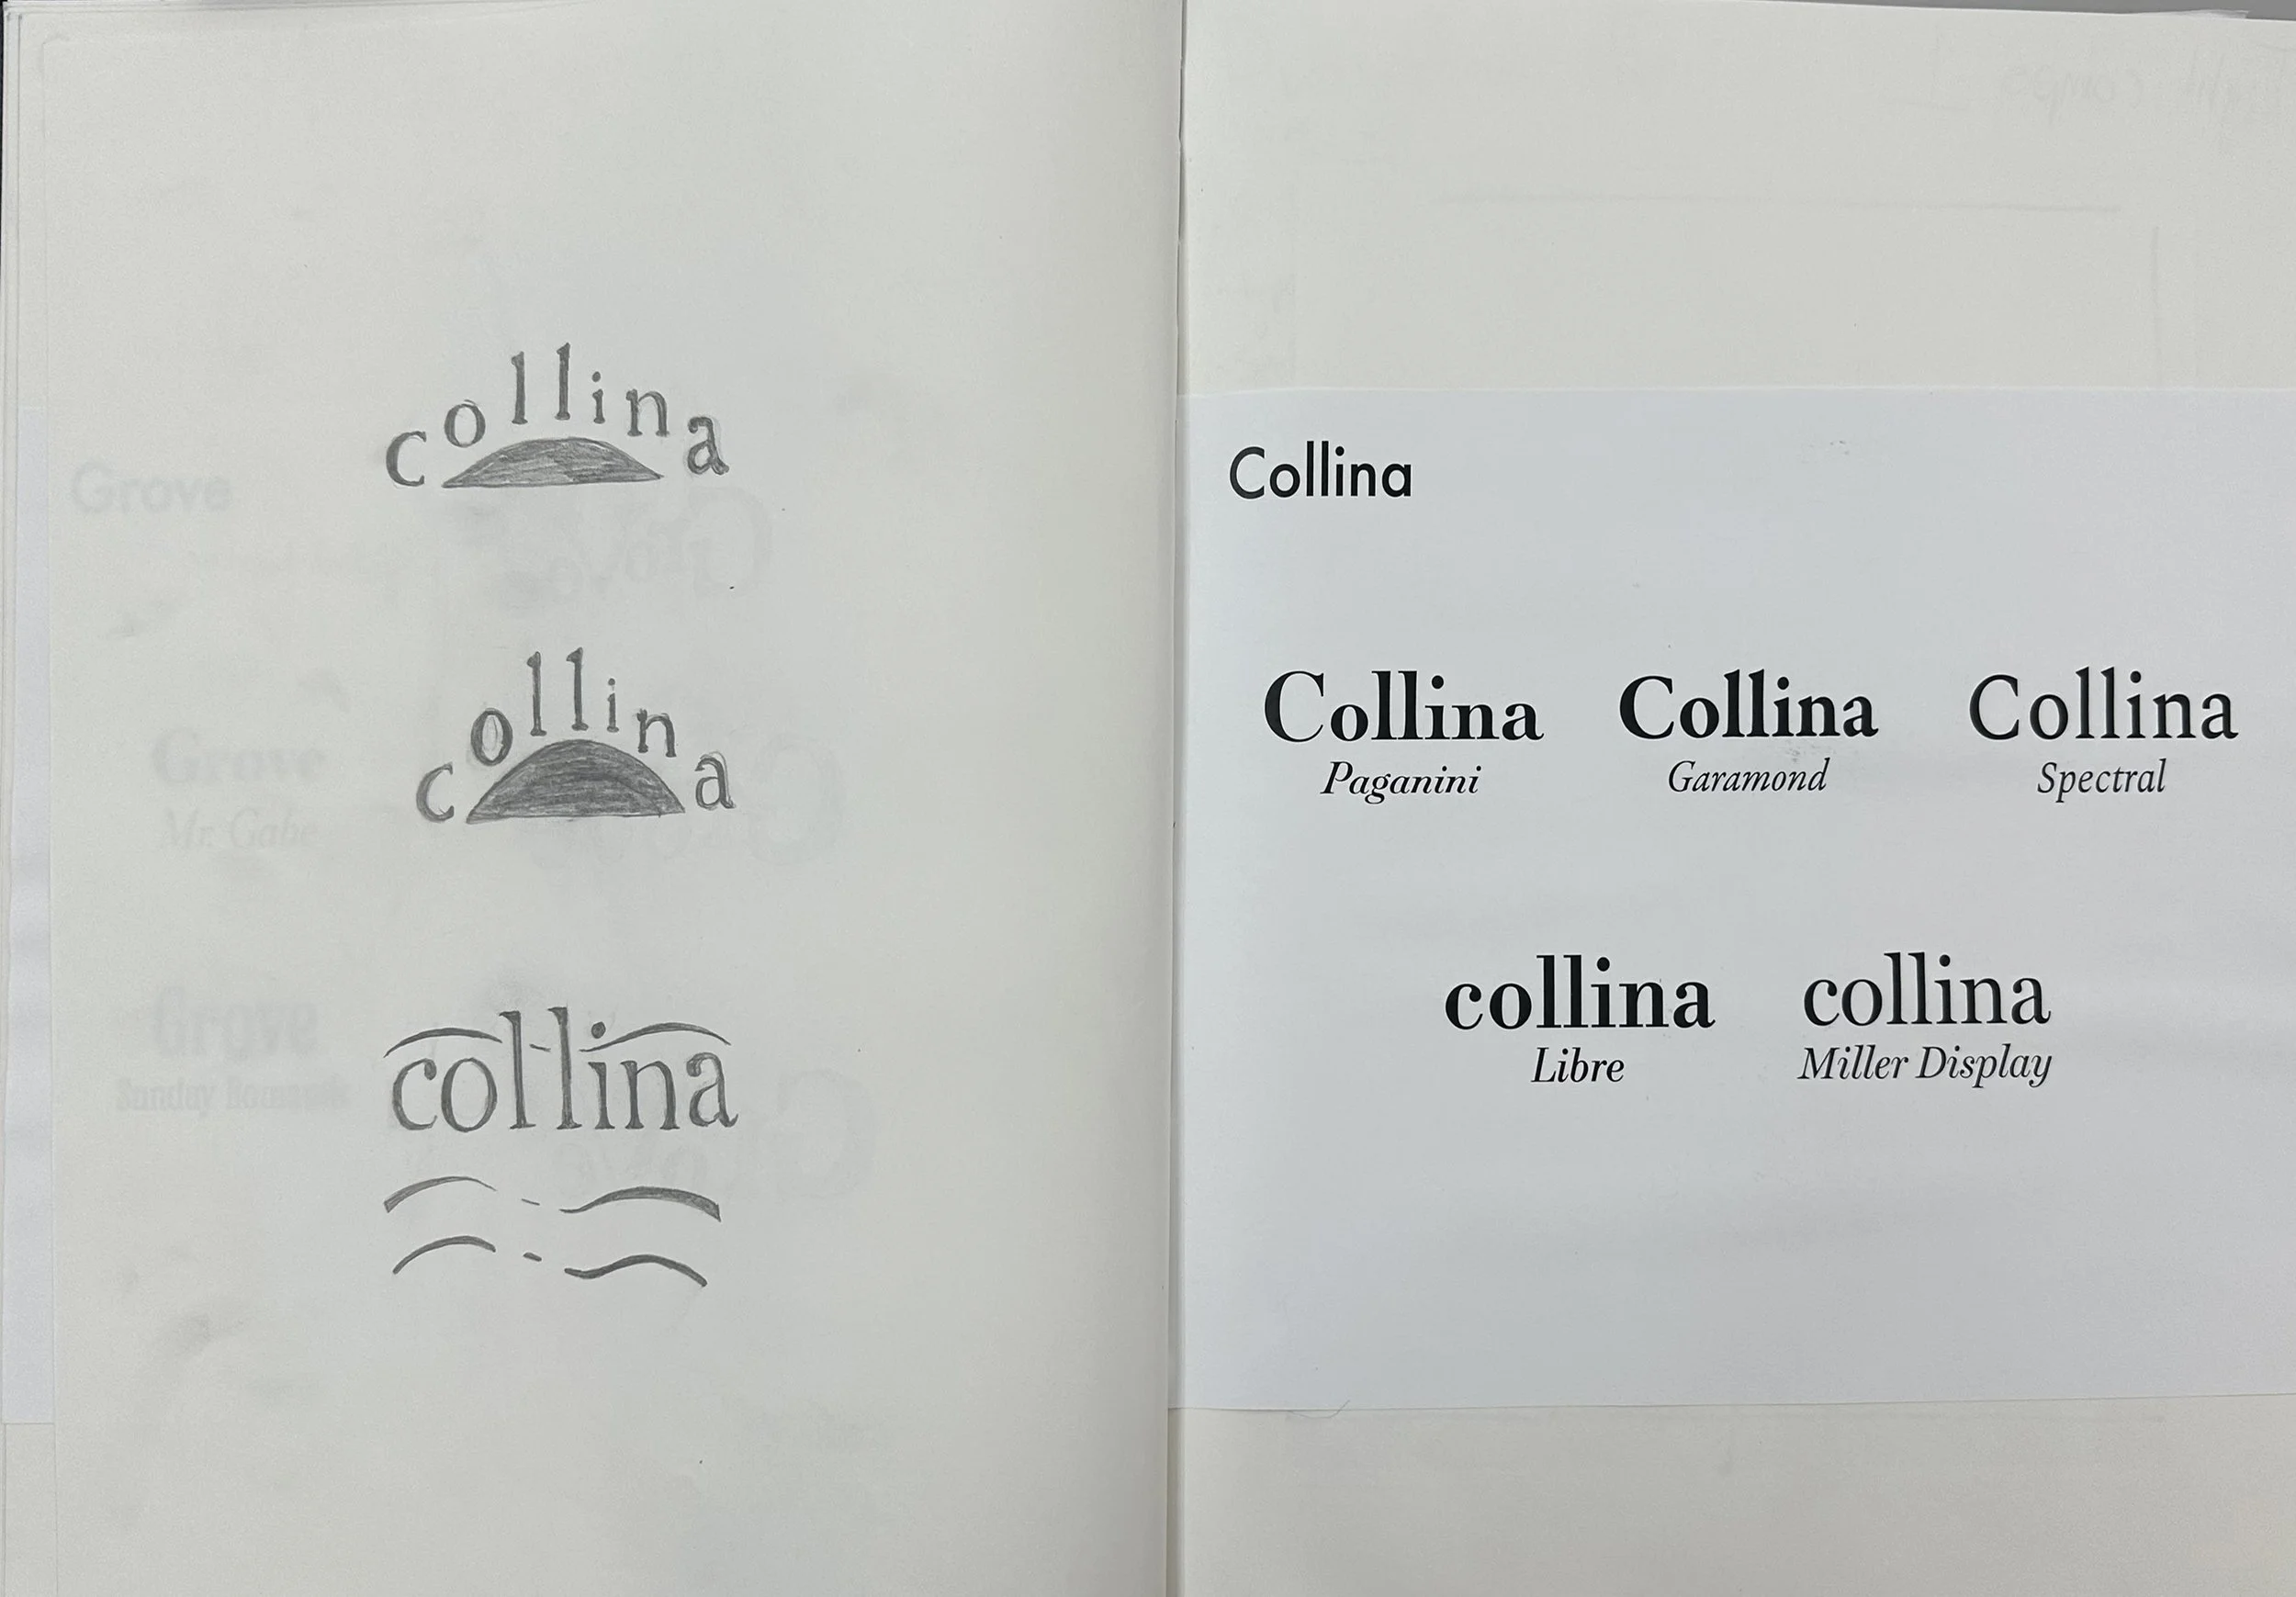 collina
collina
collina
Collina
Collina Collina Collina
Paganini Garamond Spectral
collina collina
Libre Miller Display
Grove
Grove
Mr. Gabe
Grove